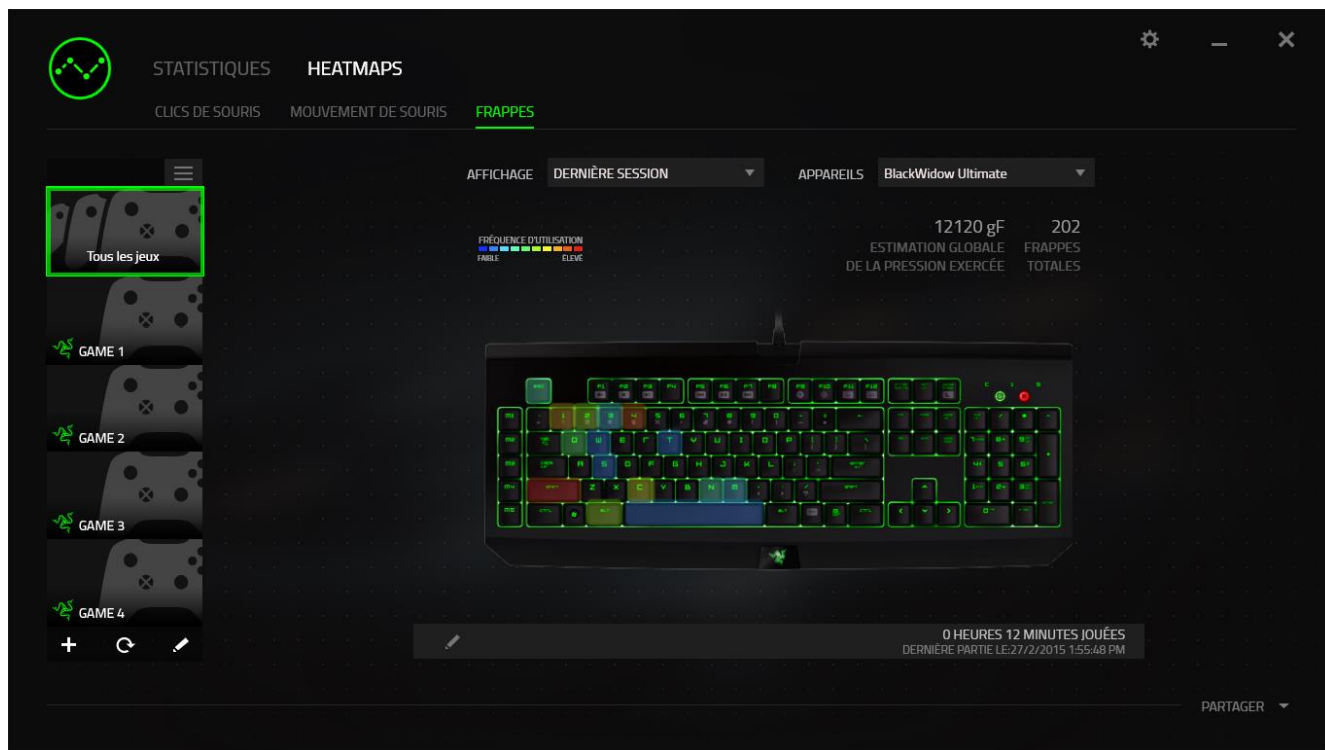 STATISTIQUES HEATMAPS
CLICS DE SOURIS MOUVEMENT DE SOURIS FRAPPES
AFFICHAGE DERNIÈRE SESSION APPAREILS BlackWidow Ultimate
Tous les jeux
GAME 1
GAME 2
GAME 3
GAME 4
FRÉQUENCE D'UTILISATION
FAIBLE ÉLEVÉ
12120 gF 202
ESTIMATION GLOBALE FRAPPES
DE LA PRESSION EXERCÉE TOTALES
0 HEURES 12 MINUTES JOUÉES
DERNIÈRE PARTIE LE:27/2/2015 1:55:48 PM
PARTAGER